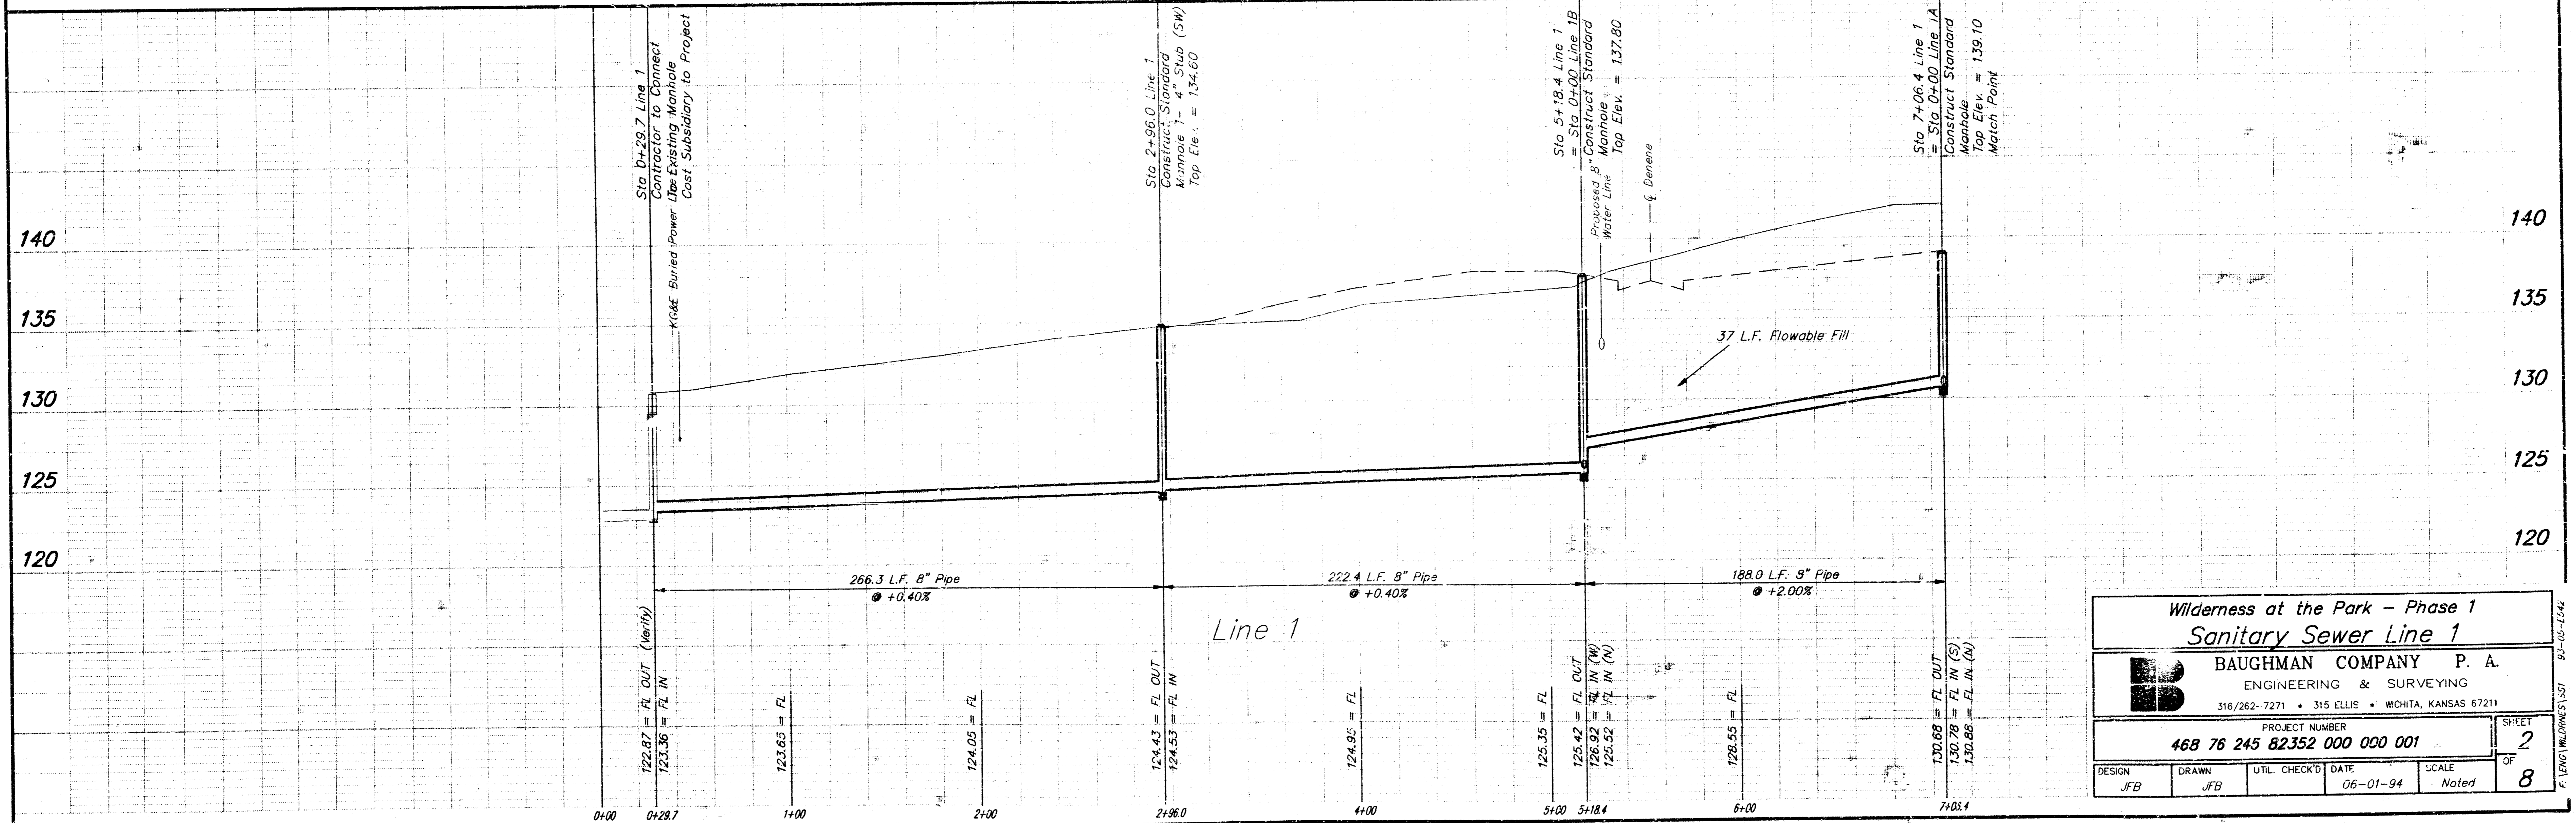 Sta 0+29.7 Line 1
Contractor to Connect
To Existing Manhole
Cost Subsidiary to Project
KG&E Buried Power Line
Sta 2+96.0 Line 1
Construct Standard
Manhole 1- 4" Stub (SW)
Top Elev. = 134.60
Sta 5+18.4 Line 1
= Sta 0+00 Line 1B
Construct Standard
Manhole
Top Elev. = 137.80
Proposed 8"
Water Line
℄ Denene
Sta 7+06.4 Line 1
= Sta 0+00 Line 1A
Construct Standard
Manhole
Top Elev. = 139.10
Match Point
140
135
130
125
120
140
135
130
125
120
37 L.F. Flowable Fill
266.3 L.F. 8" Pipe
@ +0.40%
222.4 L.F. 8" Pipe
@ +0.40%
188.0 L.F. 8" Pipe
@ +2.00%
Line 1
122.87 = FL OUT (Verify)
123.36 = FL IN
123.65 = FL
124.05 = FL
124.43 = FL OUT
124.53 = FL IN
124.95 = FL
125.35 = FL
125.42 = FL OUT
126.92 = FL IN (W)
125.52 = FL IN (N)
128.55 = FL
130.68 = FL OUT
130.78 = FL IN (S)
130.88 = FL IN (N)
0+00
0+29.7
1+00
2+00
2+96.0
4+00
5+00
5+18.4
6+00
7+06.4
Wilderness at the Park - Phase 1
Sanitary Sewer Line 1
BAUGHMAN COMPANY P. A.
ENGINEERING & SURVEYING
316/262-7271 • 315 ELLIS • WICHITA, KANSAS 67211
PROJECT NUMBER
468 76 245 82352 000 000 001
SHEET
2
OF
8
DESIGN
JFB
DRAWN
JFB
UTIL. CHECK'D
DATE
06-01-94
SCALE
Noted